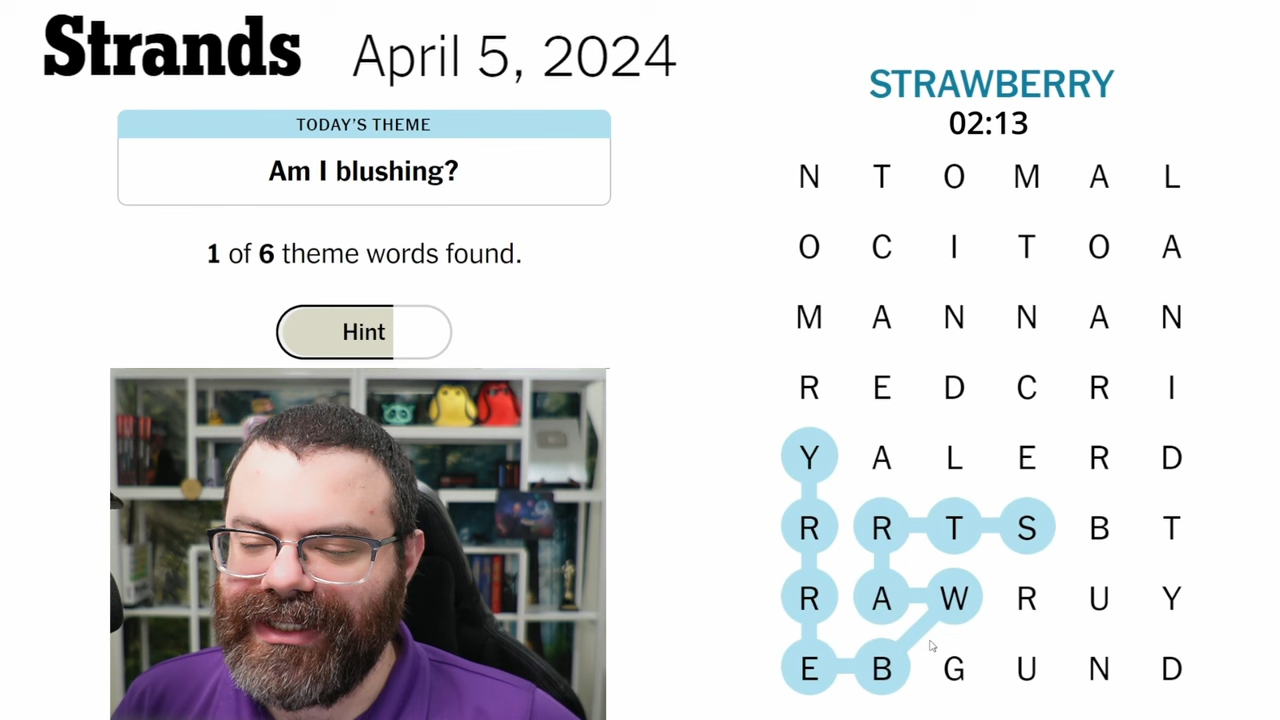 Strands April 5, 2024
TODAY'S THEME
Am I blushing?
1 of 6 theme words found.
Hint
STRAWBERRY
02:13
N T O M A L
O C I T O A
M A N N A N
R E D C R I
Y A L E R D
R R T S B T
R A W R U Y
E B G U N D